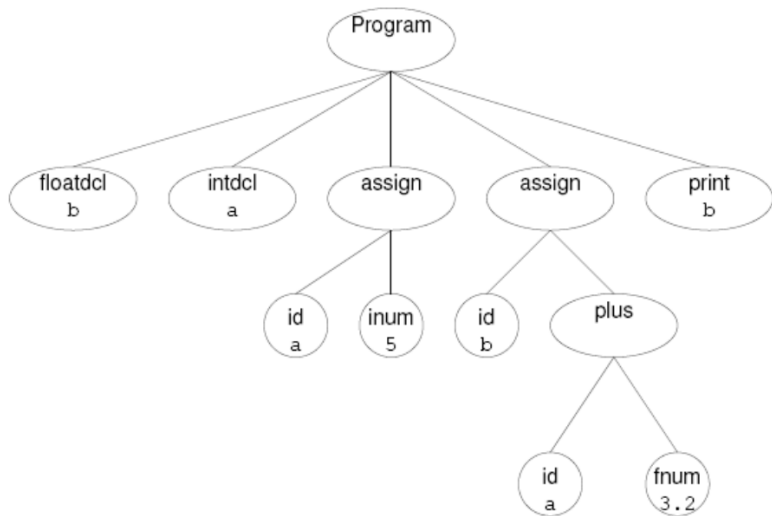 Program
floatdcl
b
intdcl
a
assign
assign
print
b
id
a
inum
5
id
b
plus
id
a
fnum
3.2